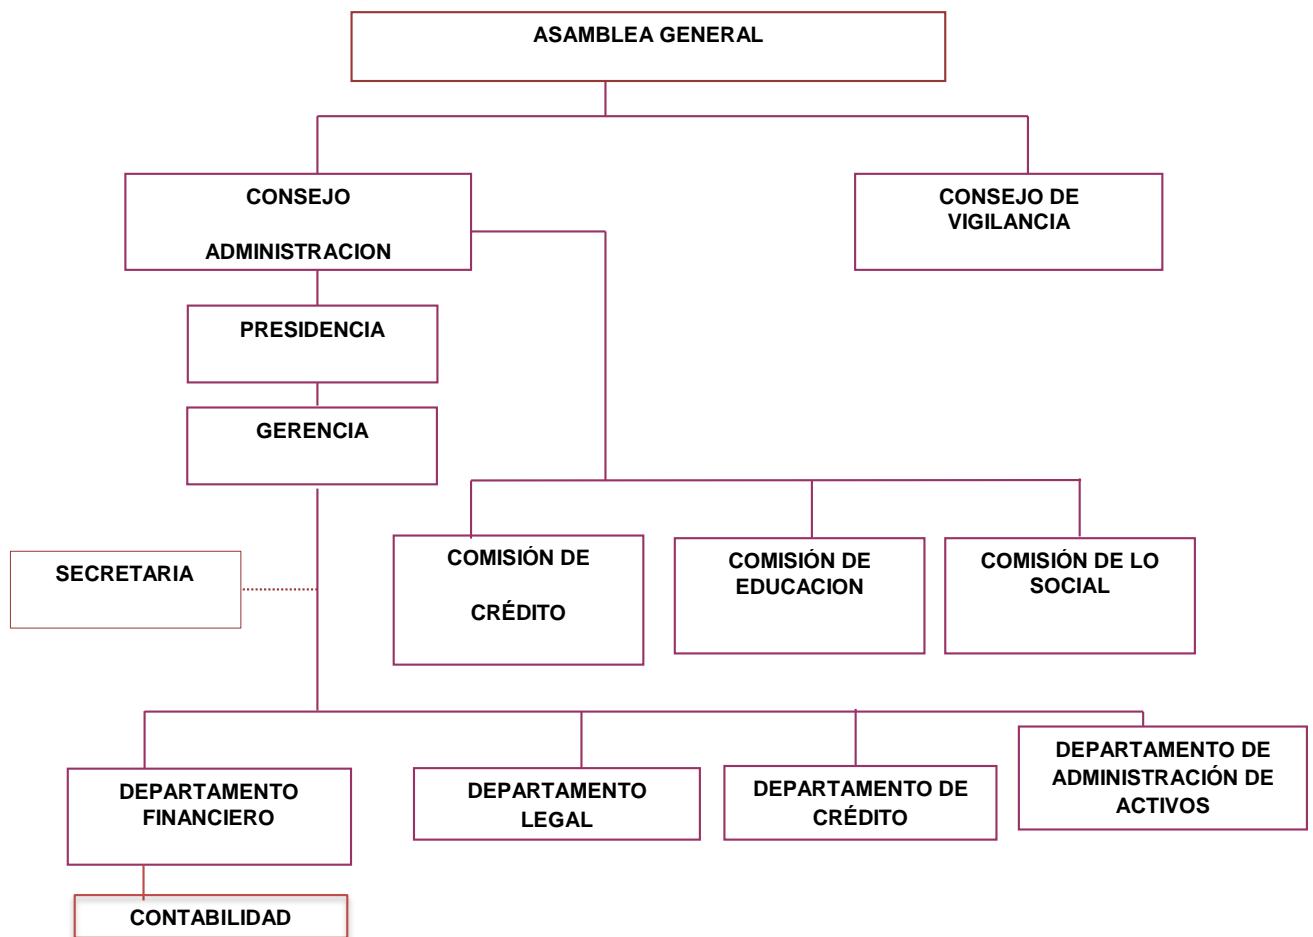 ASAMBLEA GENERAL
CONSEJO
ADMINISTRACION
CONSEJO DE
VIGILANCIA
PRESIDENCIA
GERENCIA
SECRETARIA
COMISIÓN DE
CRÉDITO
COMISIÓN DE
EDUCACION
COMISIÓN DE LO
SOCIAL
DEPARTAMENTO
FINANCIERO
DEPARTAMENTO
LEGAL
DEPARTAMENTO DE
CRÉDITO
DEPARTAMENTO DE
ADMINISTRACIÓN DE
ACTIVOS
CONTABILIDAD